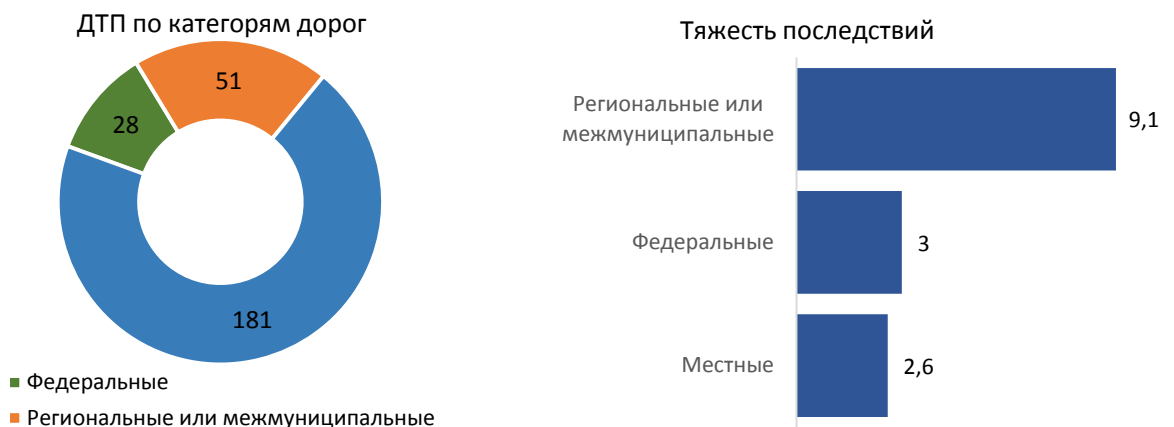 ДТП по категорям дорог
51
28
181
Федеральные
Региональные или межмуниципальные
Тяжесть последствий
Региональные или
межмуниципальные
9,1
Федеральные
3
Местные
2,6